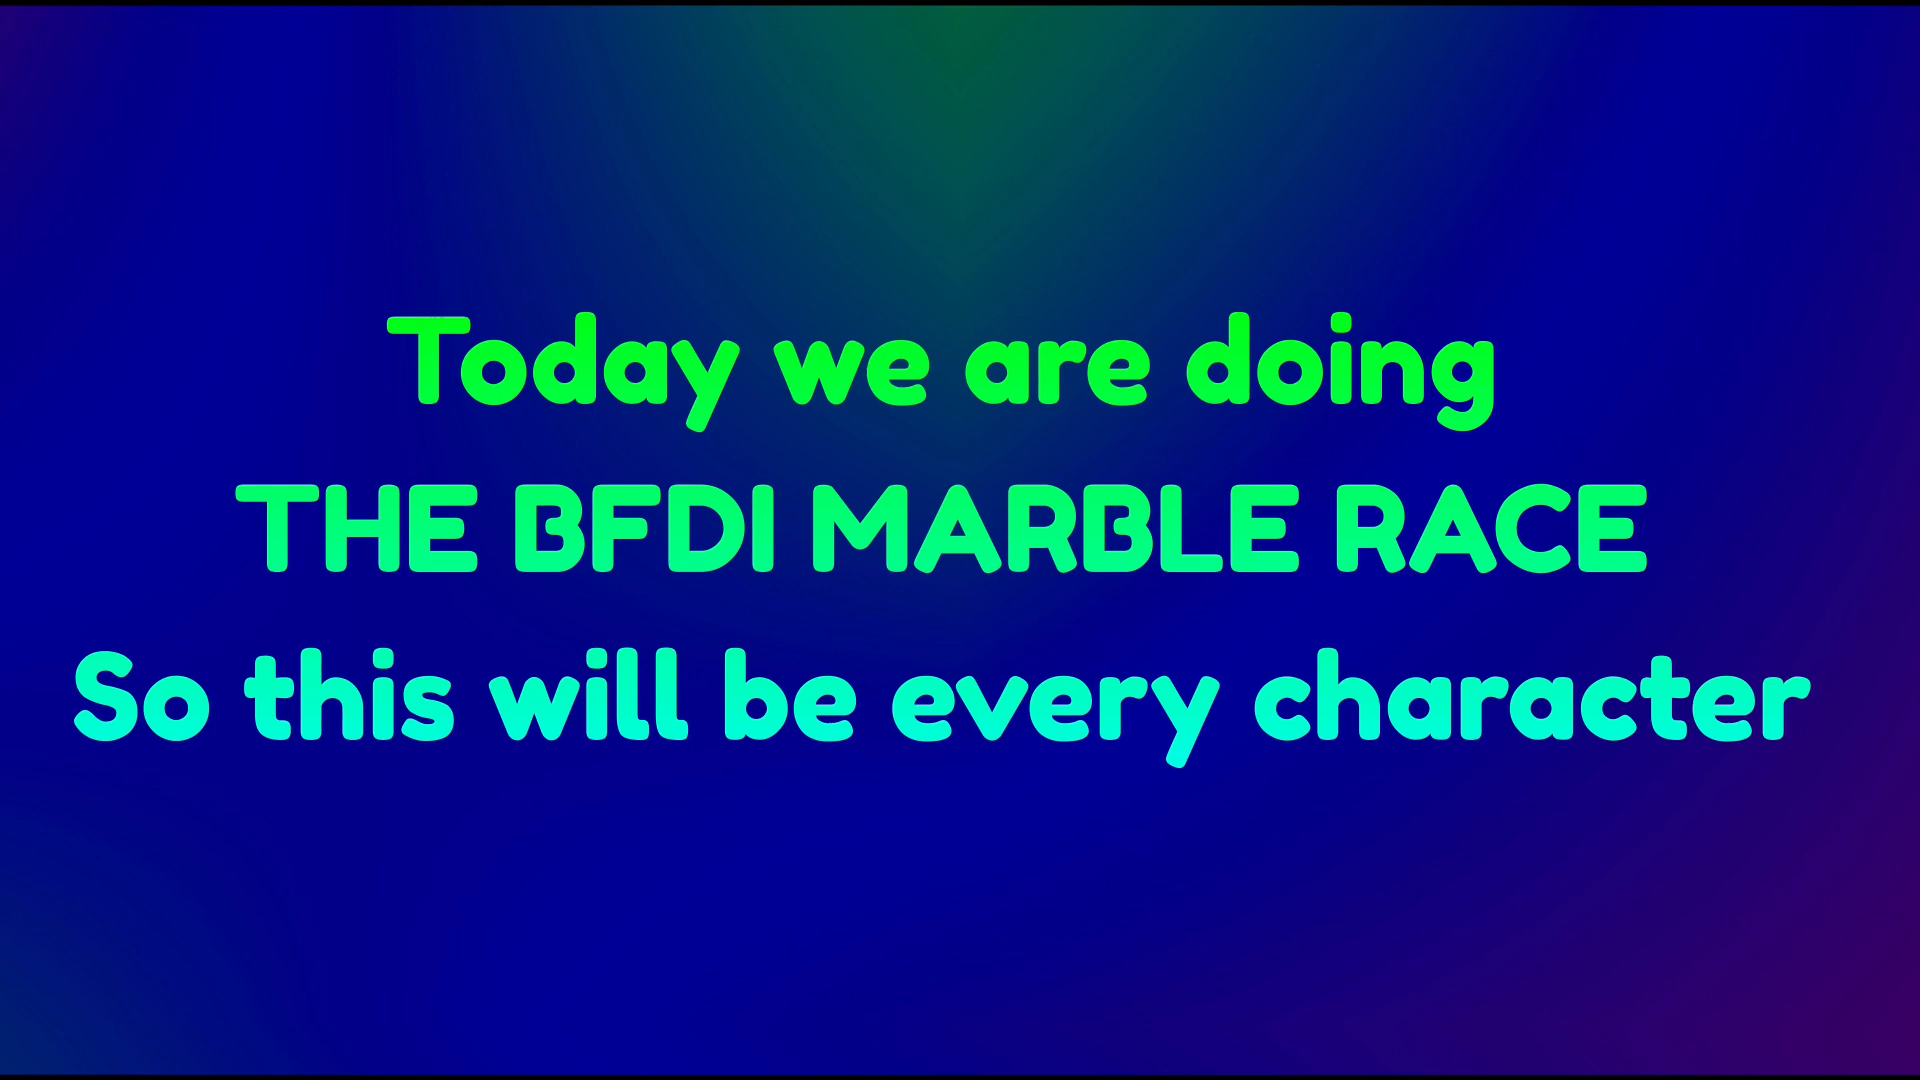 Today we are doing
THE BFDI MARBLE RACE
So this will be every character